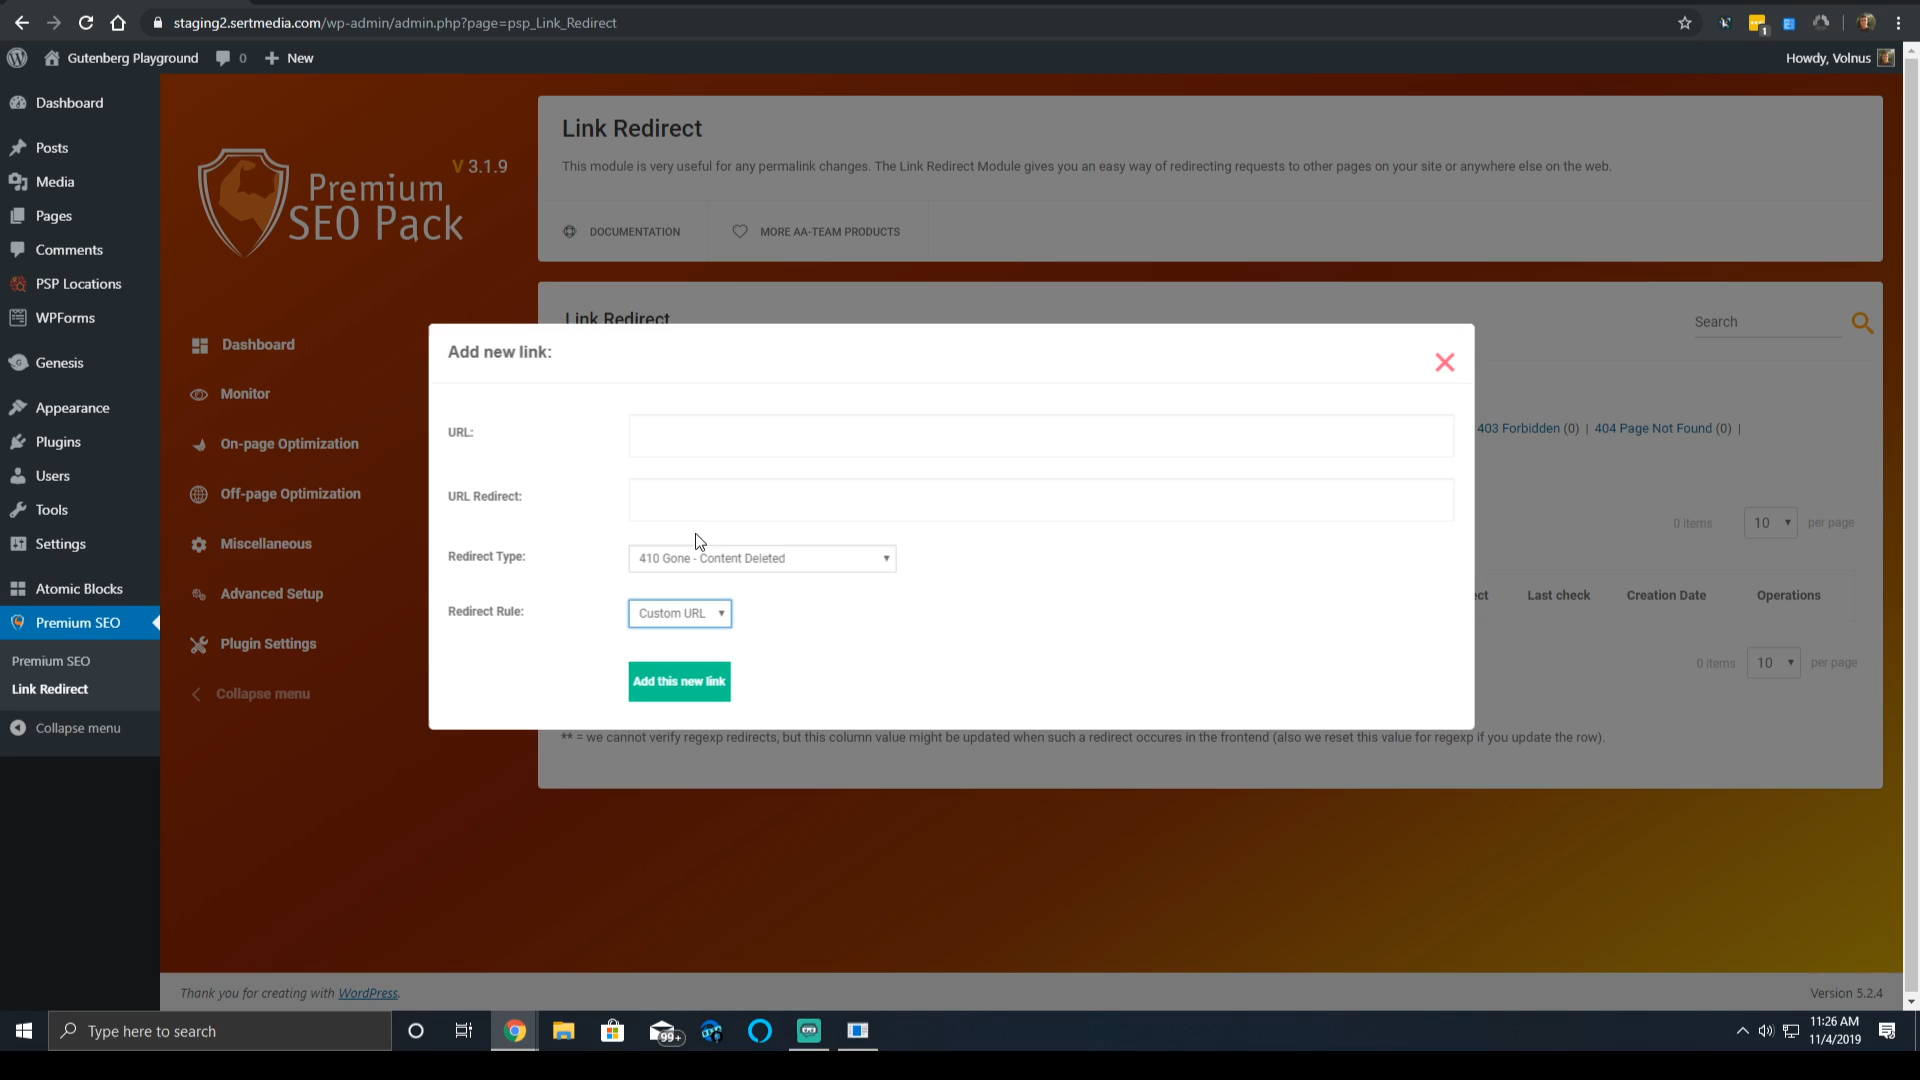 staging2.sertmedia.com/wp-admin/admin.php?page=psp_Link_Redirect
1
Gutenberg Playground 0 New Howdy, Volnus
Dashboard
Posts
Media
Pages
Comments
PSP Locations
WPForms
Genesis
Appearance
Plugins
Users
Tools
Settings
Atomic Blocks
Premium SEO
Premium SEO
Link Redirect
Collapse menu
V 3.1.9
Premium
SEO Pack
Dashboard
Monitor
On-page Optimization
Off-page Optimization
Miscellaneous
Advanced Setup
Plugin Settings
Collapse menu
Link Redirect
This module is very useful for any permalink changes. The Link Redirect Module gives you an easy way of redirecting requests to other pages on your site or anywhere else on the web.
DOCUMENTATION MORE AA-TEAM PRODUCTS
Link Redirect
Search
403 Forbidden (0) | 404 Page Not Found (0) |
0 items 10 per page
ect Last check Creation Date Operations
0 items 10 per page
Add new link:
URL:
URL Redirect:
Redirect Type: 410 Gone - Content Deleted
Redirect Rule: Custom URL
Add this new link
** = we cannot verify regexp redirects, but this column value might be updated when such a redirect occures in the frontend (also we reset this value for regexp if you update the row).
Thank you for creating with WordPress.
Version 5.2.4
Type here to search
99+
11:26 AM
11/4/2019